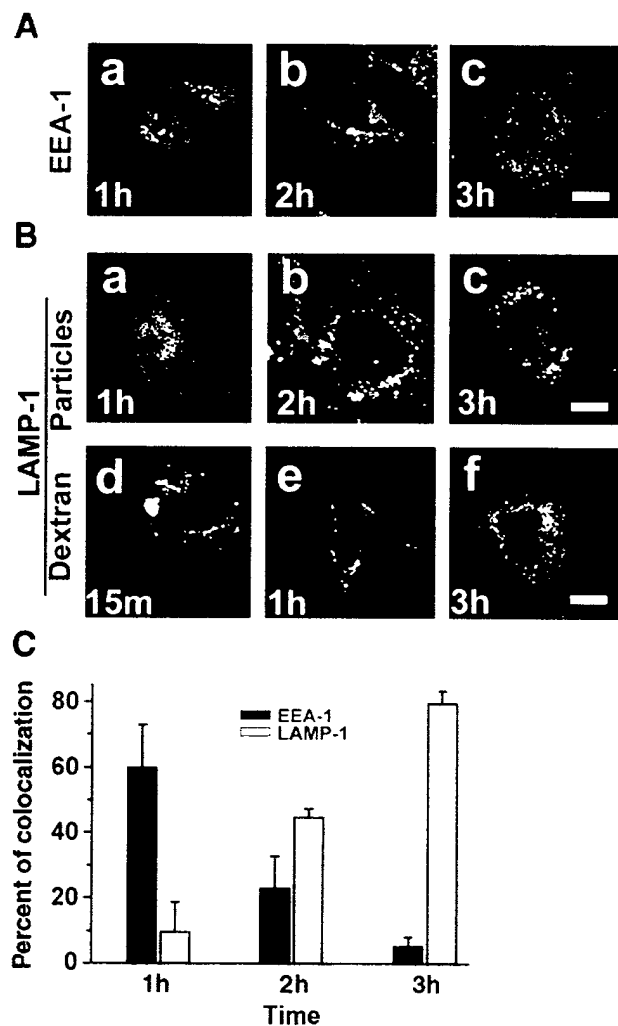 A
EEA-1
a b c
1h 2h 3h
B
LAMP-1
Particles
a b c
1h 2h 3h
Dextran
d e f
15m 1h 3h
C
Percent of colocalization
80
60
40
20
0
EEA-1
LAMP-1
1h 2h 3h
Time